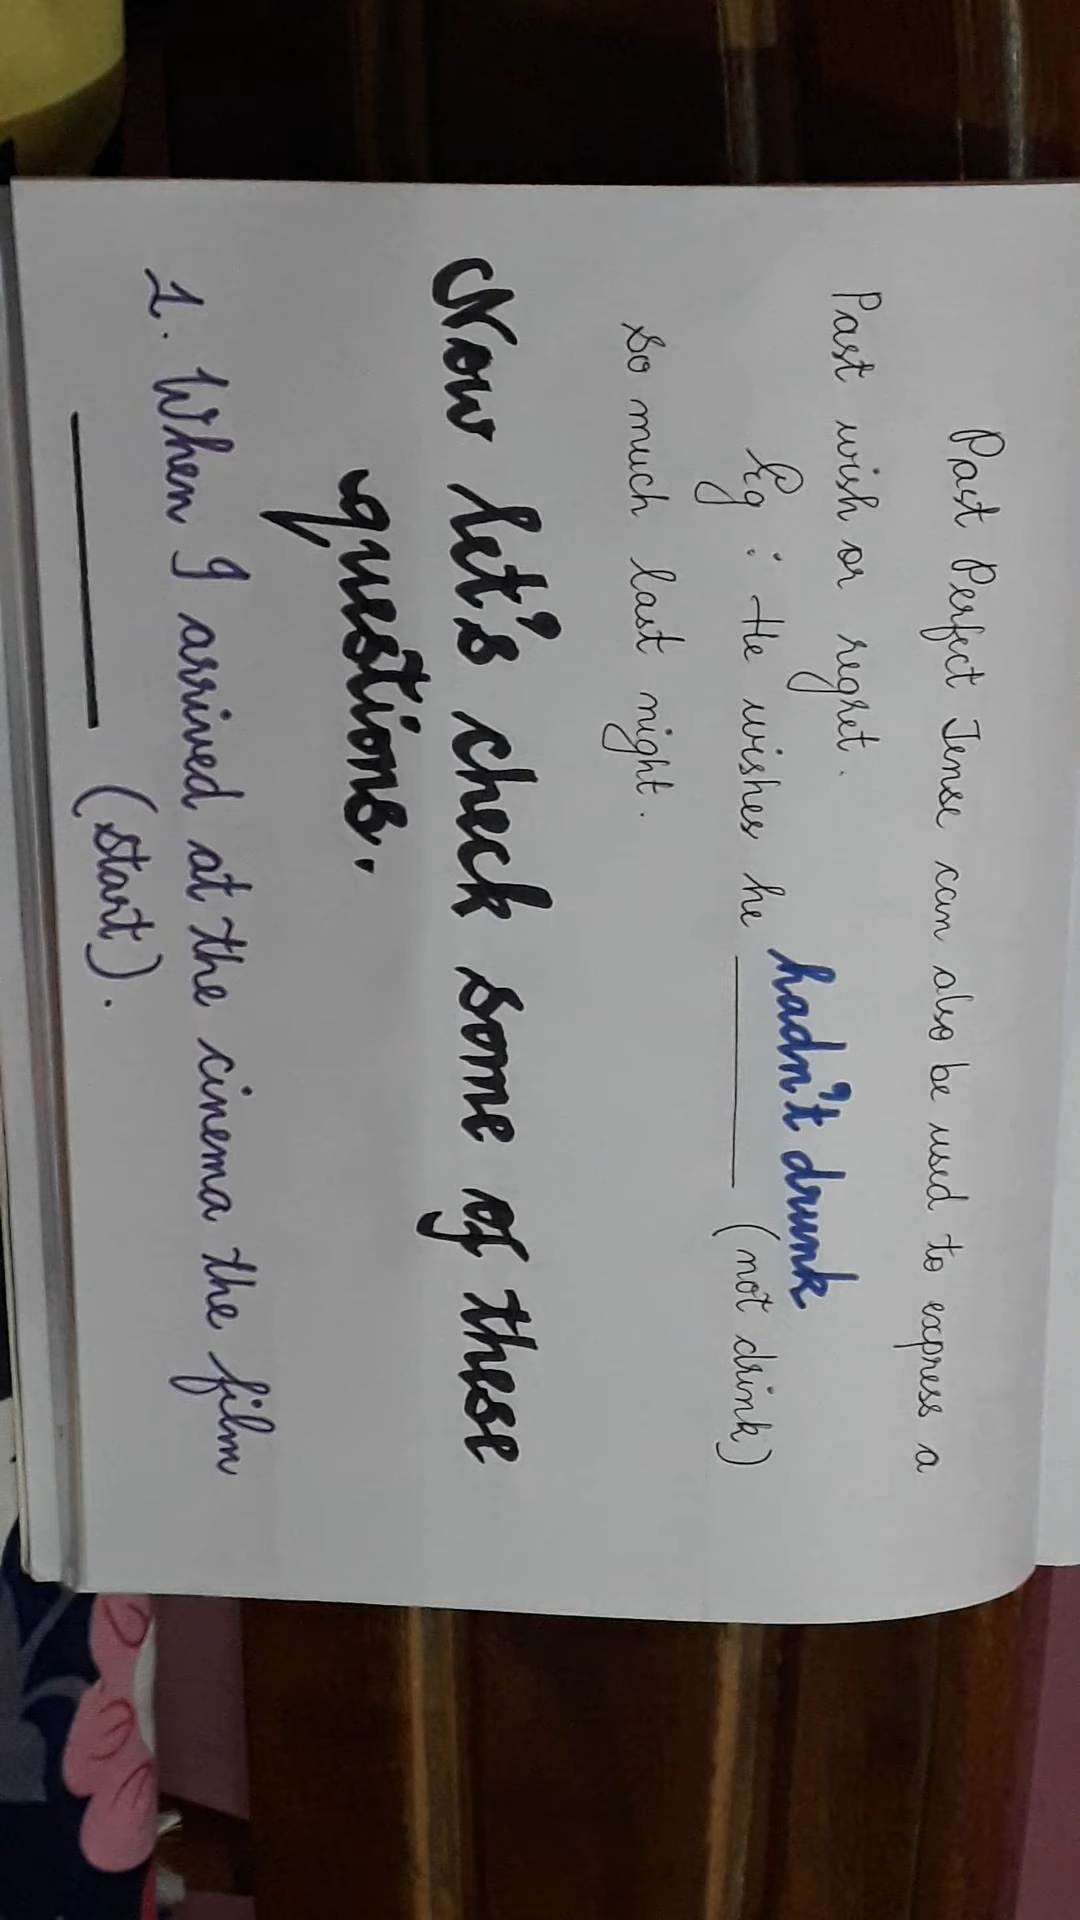 Past Perfect Tense can also be used to express a
Past wish or regret.
hadn't drunk
Eg : He wishes he ________ (not drink)
so much last night.
Now let's check some of these
questions.
1. When I arrived at the cinema the film
________ (start).